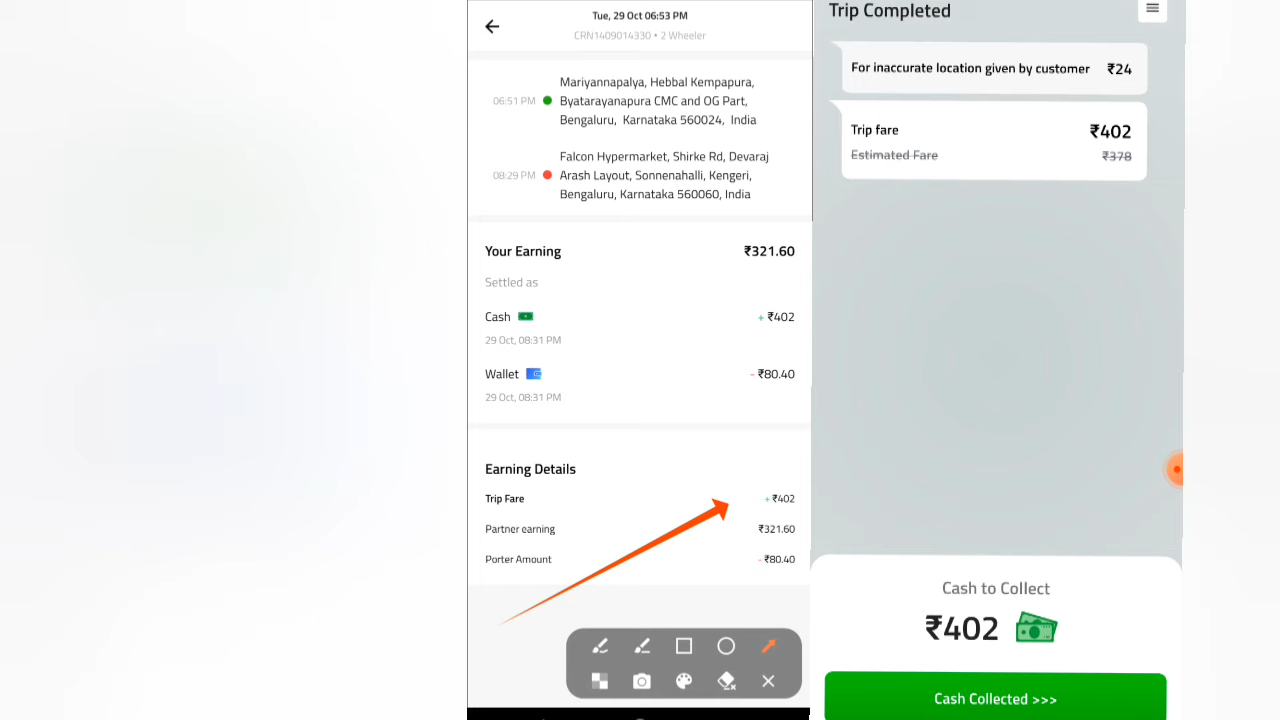 Tue, 29 Oct 06:53 PM
CRN1409014330 • 2 Wheeler
06:51 PM
Mariyannapalya, Hebbal Kempapura,
Byatarayanapura CMC and OG Part,
Bengaluru, Karnataka 560024, India
08:29 PM
Falcon Hypermarket, Shirke Rd, Devaraj
Arash Layout, Sonnenahalli, Kengeri,
Bengaluru, Karnataka 560060, India
Your Earning ₹321.60
Settled as
Cash + ₹402
29 Oct, 08:31 PM
Wallet - ₹80.40
29 Oct, 08:31 PM
Earning Details
Trip Fare + ₹402
Partner earning ₹321.60
Porter Amount - ₹80.40
Trip Completed
For inaccurate location given by customer ₹24
Trip fare ₹402
Estimated Fare ₹378
Cash to Collect
₹402
Cash Collected >>>